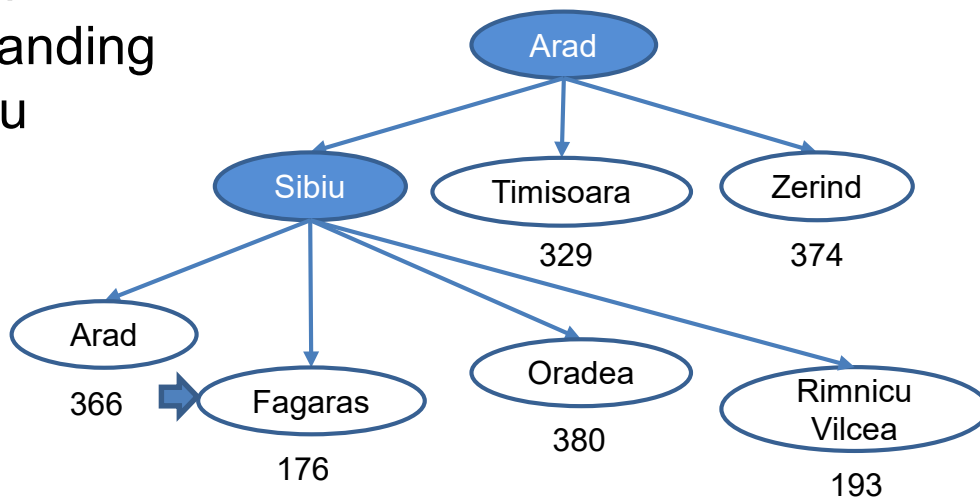 anding
u
Arad
Sibiu
Timisoara
Zerind
329
374
Arad
Fagaras
Oradea
Rimnicu
Vilcea
366
176
380
193